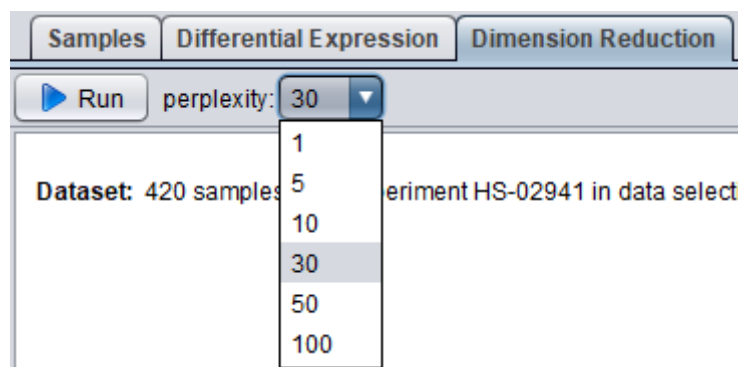 Samples Differential Expression Dimension Reduction
Run perplexity: 30
1
Dataset: 420 samples 5 eriment HS-02941 in data selecti
10
30
50
100